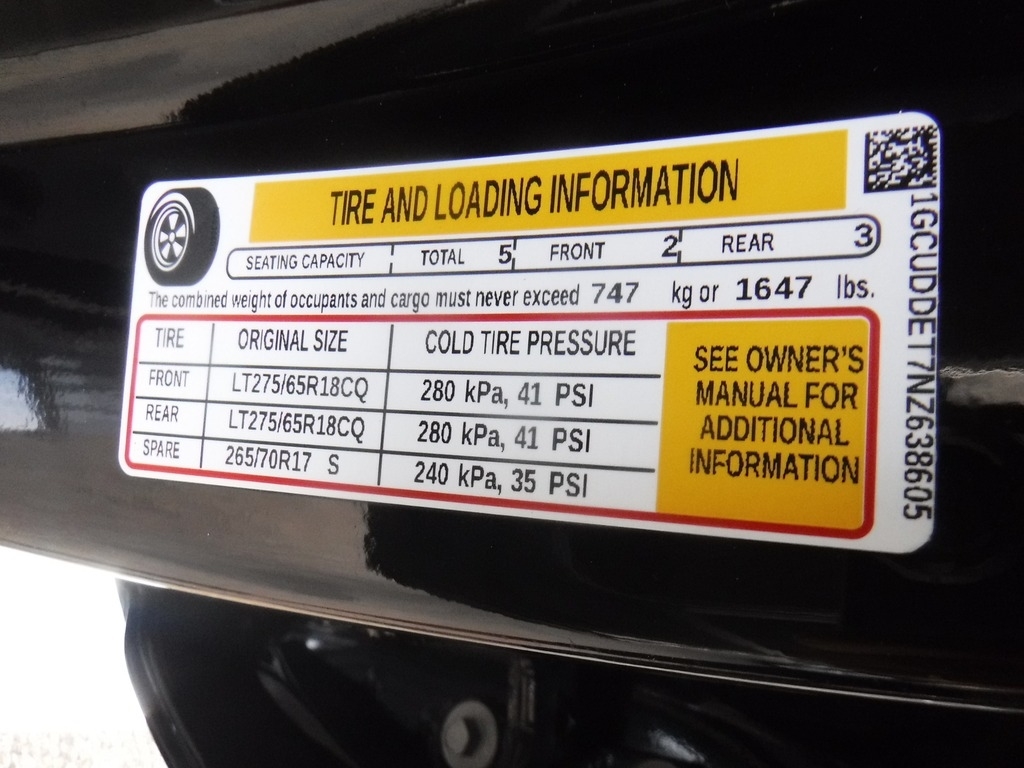 TIRE AND LOADING INFORMATION
SEATING CAPACITY TOTAL 5 FRONT 2 REAR 3
The combined weight of occupants and cargo must never exceed 747 kg or 1647 lbs.
TIRE ORIGINAL SIZE COLD TIRE PRESSURE
FRONT LT275/65R18CQ 280 kPa, 41 PSI
REAR LT275/65R18CQ 280 kPa, 41 PSI
SPARE 265/70R17 S 240 kPa, 35 PSI
SEE OWNER'S
MANUAL FOR
ADDITIONAL
INFORMATION
1GCUDDET7NZ638605